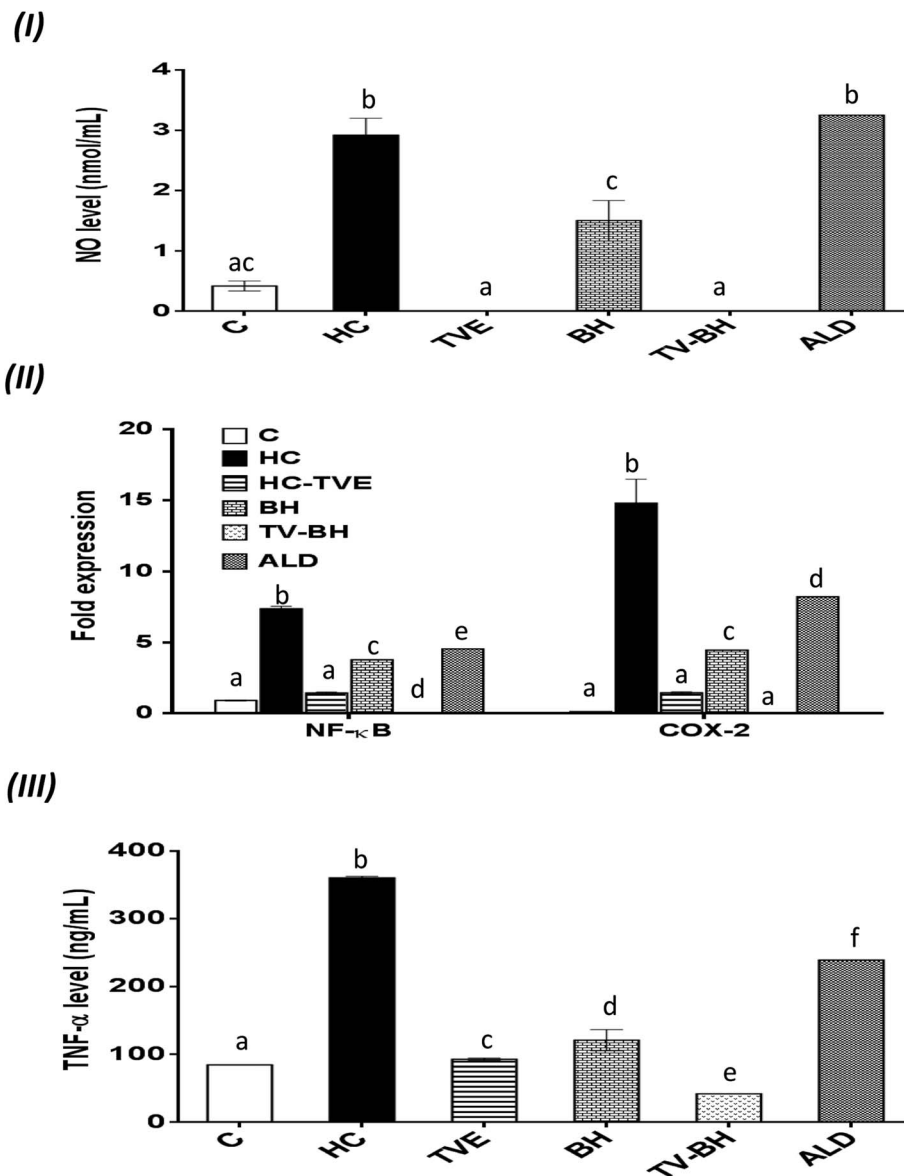 (I)
NO level (nmol/mL)
4
3
2
1
0
ac
b
a
c
a
b
C
HC
TVE
BH
TV-BH
ALD
(II)
Fold expression
20
15
10
5
0
C
HC
HC-TVE
BH
TV-BH
ALD
a
b
a
c
d
e
a
b
a
c
a
d
NF-κB
COX-2
(III)
TNF-α level (ng/mL)
400
300
200
100
0
a
b
c
d
e
f
C
HC
TVE
BH
TV-BH
ALD